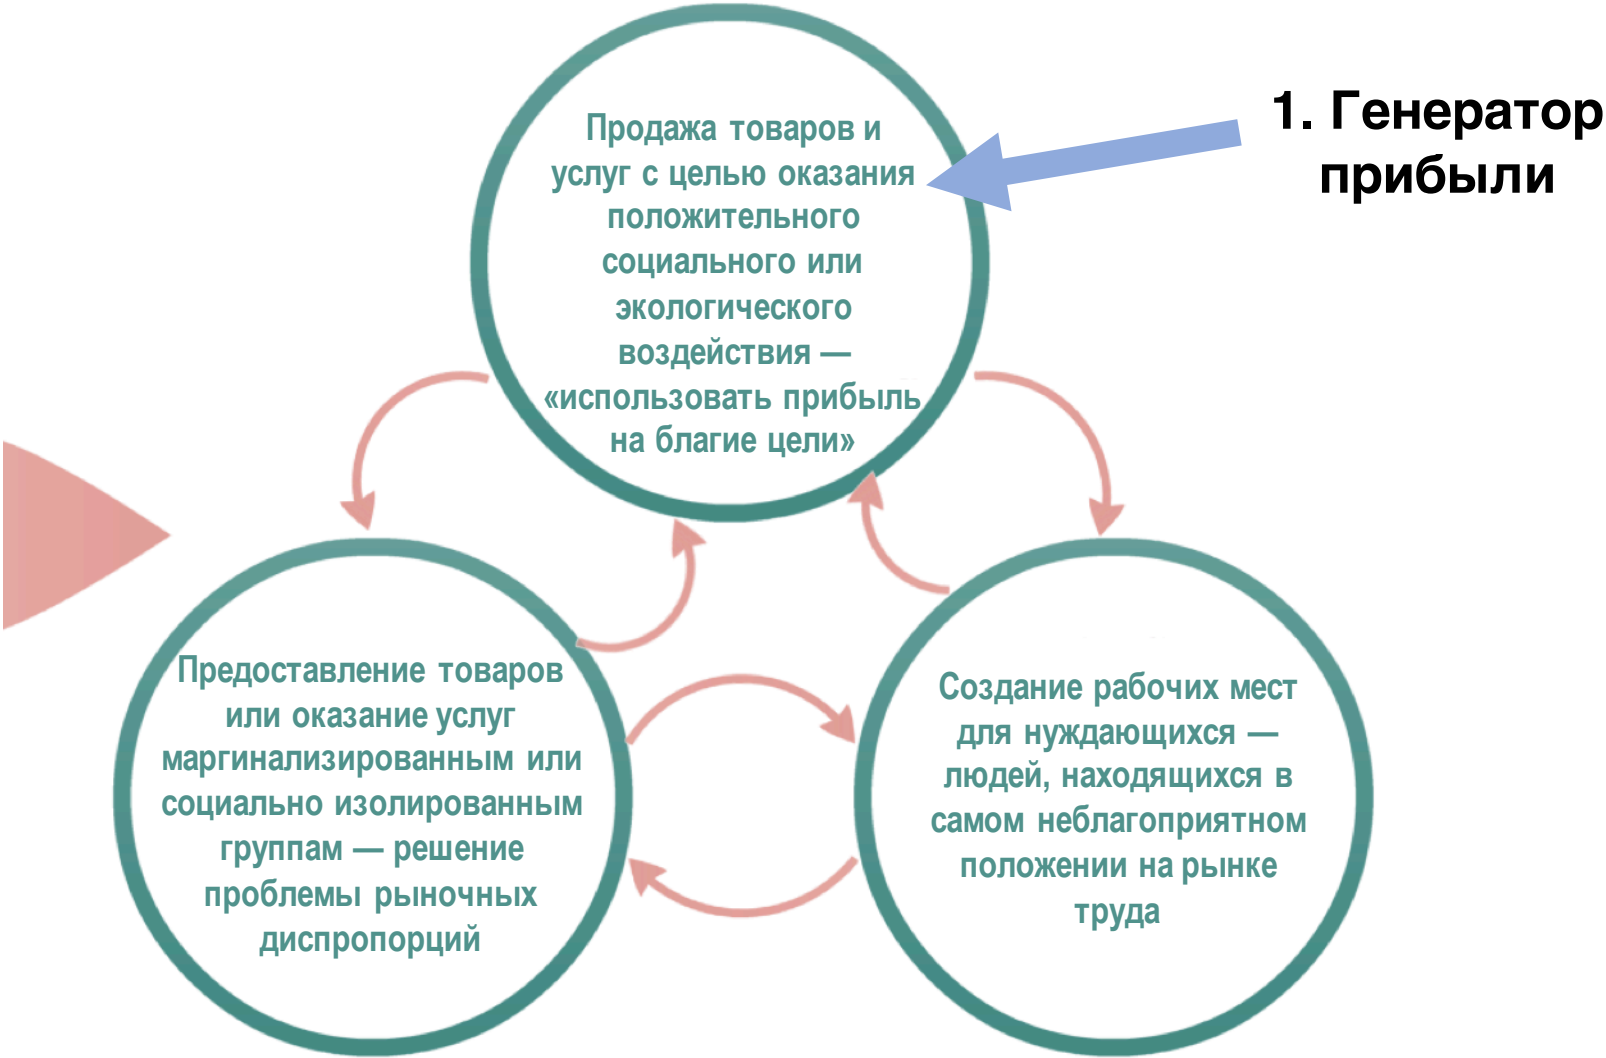 Продажа товаров и
услуг с целью оказания
положительного
социального или
экологического
воздействия —
«использовать прибыль
на благие цели»
1. Генератор
прибыли
Предоставление товаров
или оказание услуг
маргинализированным или
социально изолированным
группам — решение
проблемы рыночных
диспропорций
Создание рабочих мест
для нуждающихся —
людей, находящихся в
самом неблагоприятном
положении на рынке
труда